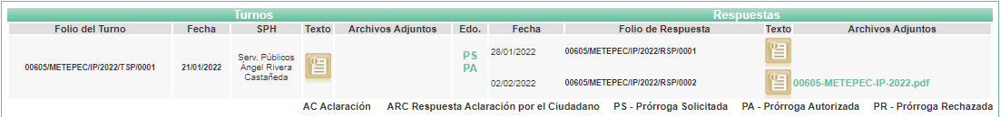 Turnos Respuestas
Folio del Turno Fecha SPH Texto Archivos Adjuntos Edo. Fecha Folio de Respuesta Texto Archivos Adjuntos
00605/METEPEC/IP/2022/TSP/0001 21/01/2022 Serv. Públicos
Ángel Rivera
Castañeda
PS
PA
28/01/2022 00605/METEPEC/IP/2022/RSP/0001
02/02/2022 00605/METEPEC/IP/2022/RSP/0002 00605-METEPEC-IP-2022.pdf
AC Aclaración ARC Respuesta Aclaración por el Ciudadano PS - Prórroga Solicitada PA - Prórroga Autorizada PR - Prórroga Rechazada